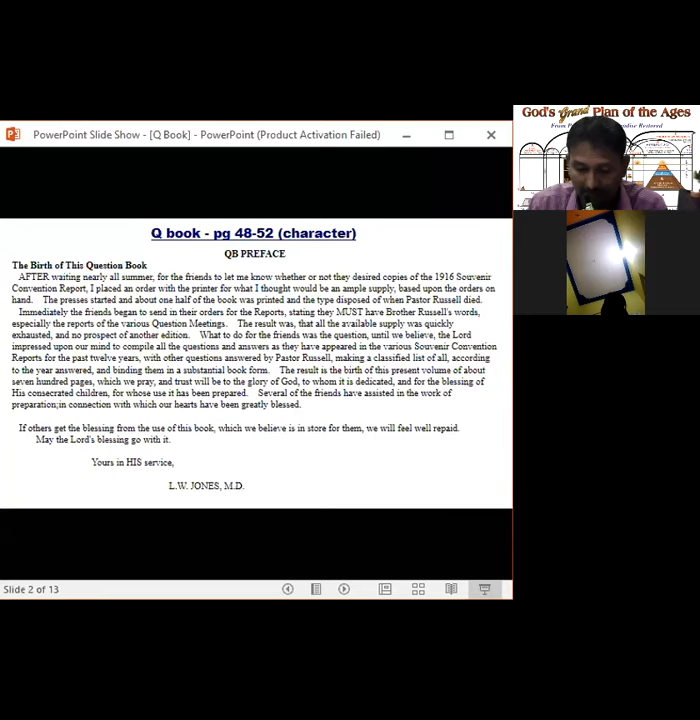 God's Grand Plan of the Ages
PowerPoint Slide Show - [Q Book] - PowerPoint (Product Activation Failed)
Q book - pg 48-52 (character)
QB PREFACE
The Birth of This Question Book
AFTER waiting nearly all summer, for the friends to let me know whether or not they desired copies of the 1916 Souvenir
Convention Report, I placed an order with the printer for what I thought would be an ample supply, based upon the orders on
hand. The presses started and about one half of the book was printed and the type disposed of when Pastor Russell died.
Immediately the friends began to send in their orders for the Reports, stating they MUST have Brother Russell's words,
especially the reports of the various Question Meetings. The result was, that all the available supply was quickly
exhausted, and no prospect of another edition. What to do for the friends was the question, until we believe, the Lord
impressed upon our mind to compile all the questions and answers as they have appeared in the various Souvenir Convention
Reports for the past twelve years, with other questions answered by Pastor Russell, making a classified list of all, according
to the year answered, and binding them in a substantial book form. The result is the birth of this present volume of about
seven hundred pages, which we pray, and trust will be to the glory of God, to whom it is dedicated, and for the blessing of
His consecrated children, for whose use it has been prepared. Several of the friends have assisted in the work of
preparation;in connection with which our hearts have been greatly blessed.
If others get the blessing from the use of this book, which we believe is in store for them, we will feel well repaid.
May the Lord's blessing go with it.
Yours in HIS service,
L.W. JONES, M.D.
Slide 2 of 13